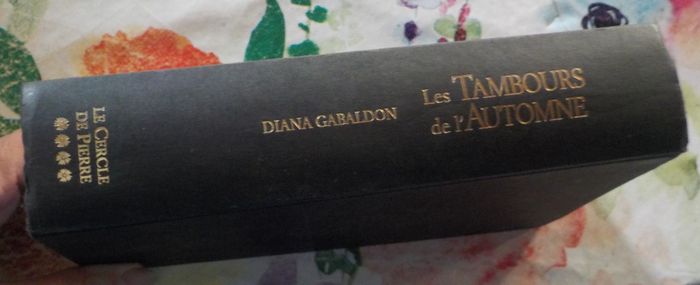 Les TAMBOURS
de l'AUTOMNE
DIANA GABALDON
LE CERCLE
DE PIERRE